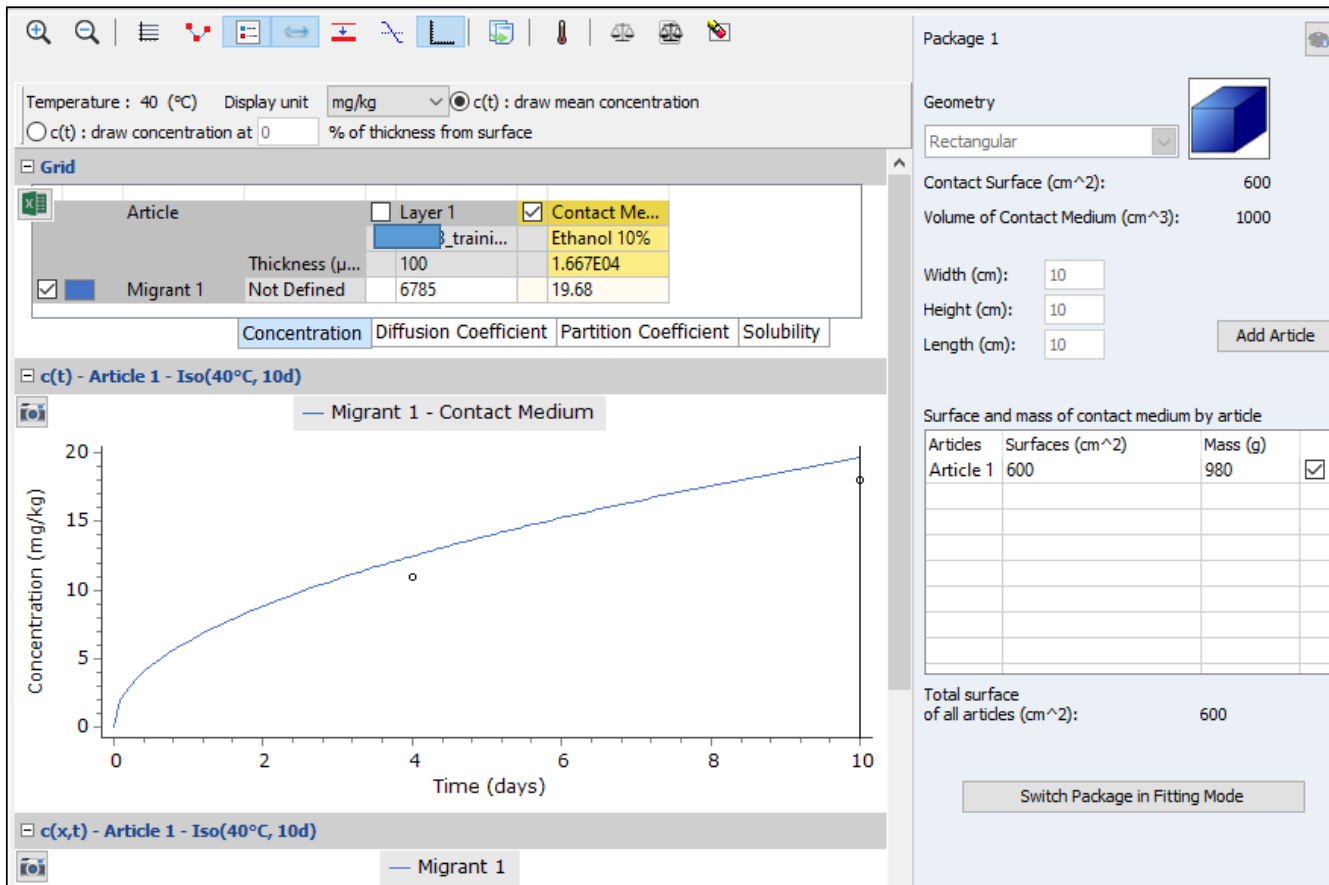 Temperature : 40 (°C) Display unit mg/kg c(t) : draw mean concentration
c(t) : draw concentration at 0 % of thickness from surface
Grid
Article Layer 1 Contact Me...
3_traini... Ethanol 10%
Thickness (µ... 100 1.667E04
Migrant 1 Not Defined 6785 19.68
Concentration Diffusion Coefficient Partition Coefficient Solubility
c(t) - Article 1 - Iso(40°C, 10d)
Migrant 1 - Contact Medium
20
15
10
5
0
Concentration (mg/kg)
0 2 4 6 8 10
Time (days)
c(x,t) - Article 1 - Iso(40°C, 10d)
Migrant 1
Package 1
Geometry
Rectangular
Contact Surface (cm^2): 600
Volume of Contact Medium (cm^3): 1000
Width (cm): 10
Height (cm): 10
Length (cm): 10
Add Article
Surface and mass of contact medium by article
Articles Surfaces (cm^2) Mass (g)
Article 1 600 980
Total surface
of all articles (cm^2): 600
Switch Package in Fitting Mode